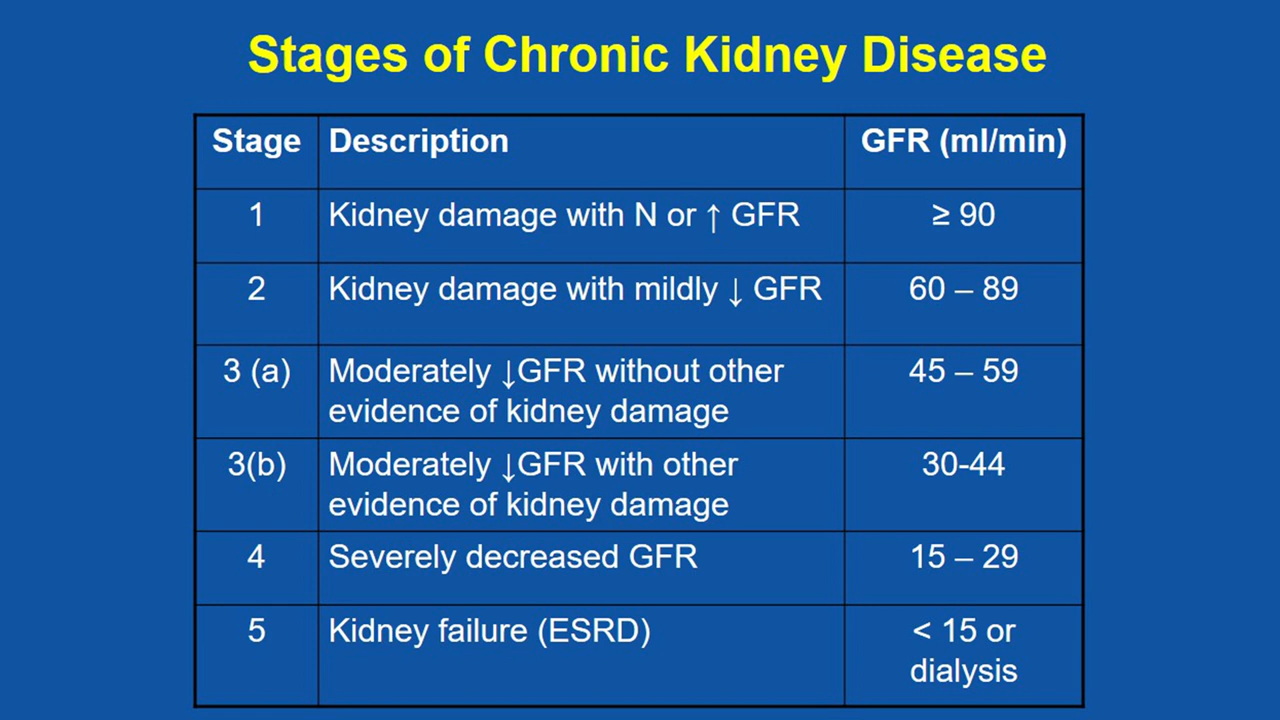 Stages of Chronic Kidney Disease
Stage Description GFR (ml/min)
1 Kidney damage with N or ↑ GFR ≥ 90
2 Kidney damage with mildly ↓ GFR 60 – 89
3 (a) Moderately ↓GFR without other 45 – 59
evidence of kidney damage
3(b) Moderately ↓GFR with other 30-44
evidence of kidney damage
4 Severely decreased GFR 15 – 29
5 Kidney failure (ESRD) < 15 or
dialysis